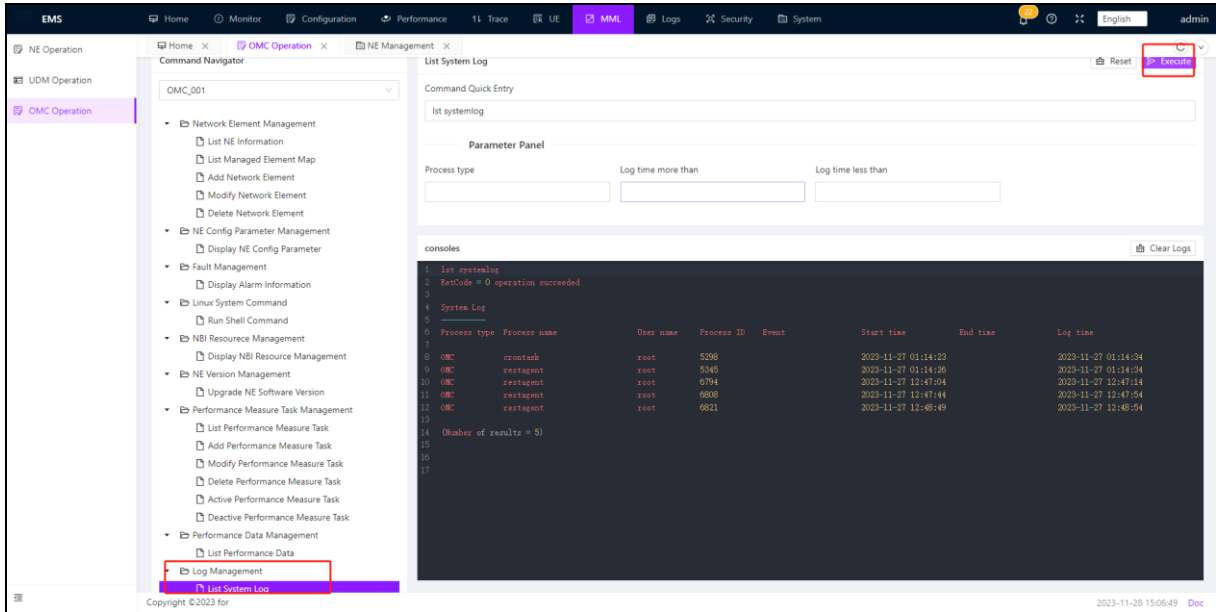 EMS Home Monitor Configuration Performance Trace UE MML Logs Security System 22 English admin
NE Operation
UDM Operation
OMC Operation
Home OMC Operation NE Management
Command Navigator
OMC_001
Network Element Management
List NE Information
List Managed Element Map
Add Network Element
Modify Network Element
Delete Network Element
NE Config Parameter Management
Display NE Config Parameter
Fault Management
Display Alarm Information
Linux System Command
Run Shell Command
NBI Resourece Management
Display NBI Resource Management
NE Version Management
Upgrade NE Software Version
Performance Measure Task Management
List Performance Measure Task
Add Performance Measure Task
Modify Performance Measure Task
Delete Performance Measure Task
Active Performance Measure Task
Deactive Performance Measure Task
Performance Data Management
List Performance Data
Log Management
List System Log
List System Log Reset Execute
Command Quick Entry
lst systemlog
Parameter Panel
Process type Log time more than Log time less than
consoles Clear Logs
1 lst systemlog
2 RetCode = 0 operation succeeded
3
4 System Log
5 ----------
6 Process type Process name User name Process ID Event Start time End time Log time
7
8 OMC crontask root 5298 2023-11-27 01:14:23 2023-11-27 01:14:34
9 OMC restagent root 5345 2023-11-27 01:14:26 2023-11-27 01:14:34
10 OMC restagent root 6794 2023-11-27 12:47:04 2023-11-27 12:47:14
11 OMC restagent root 6808 2023-11-27 12:47:44 2023-11-27 12:47:54
12 OMC restagent root 6821 2023-11-27 12:48:49 2023-11-27 12:48:54
13
14 (Number of results = 5)
15
16
17
Copyright ©2023 for 2023-11-28 15:06:49 Doc